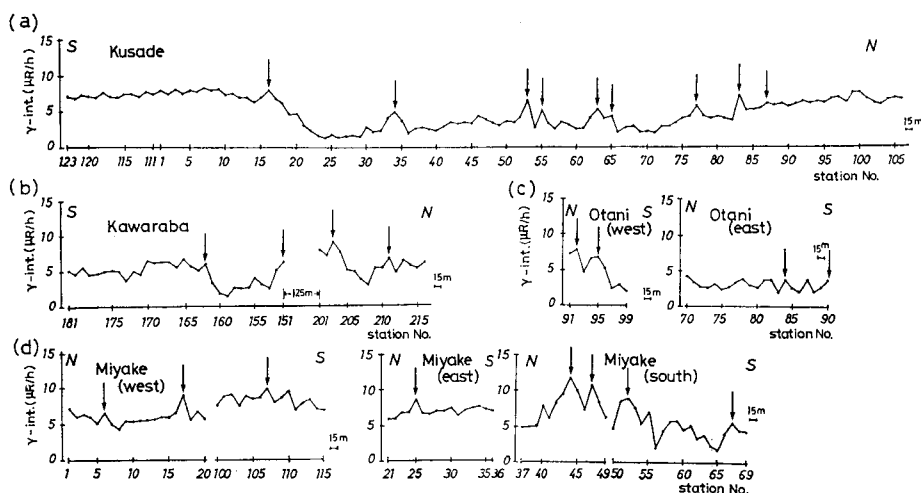 (a)
γ-int. (μR/h)
15
10
5
0
S
Kusade
N
15m
123 120 115 111 1 5 10 15 20 25 30 35 40 45 50 55 60 65 70 75 80 85 90 95 100 105
station No.
(b)
γ-int. (μR/h)
15
10
5
0
S
Kawaraba
N
125m
15m
181 175 170 165 160 155 151 201 205 210 215
station No.
(c)
γ-int. (μR/h)
15
10
5
0
N Otani S
(west)
15m
91 95 99
15
10
5
0
N Otani S
(east)
15m
70 75 80 85 90
station No.
(d)
γ-int. (μR/h)
15
10
5
0
N
Miyake
(west)
S
15m
1 5 10 15 20 100 105 110 115
15
10
5
0
N Miyake S
(east)
21 25 30 35 36
15
10
5
0
N Miyake S
(south)
15m
37 40 45 49 50 55 60 65 69
station No.